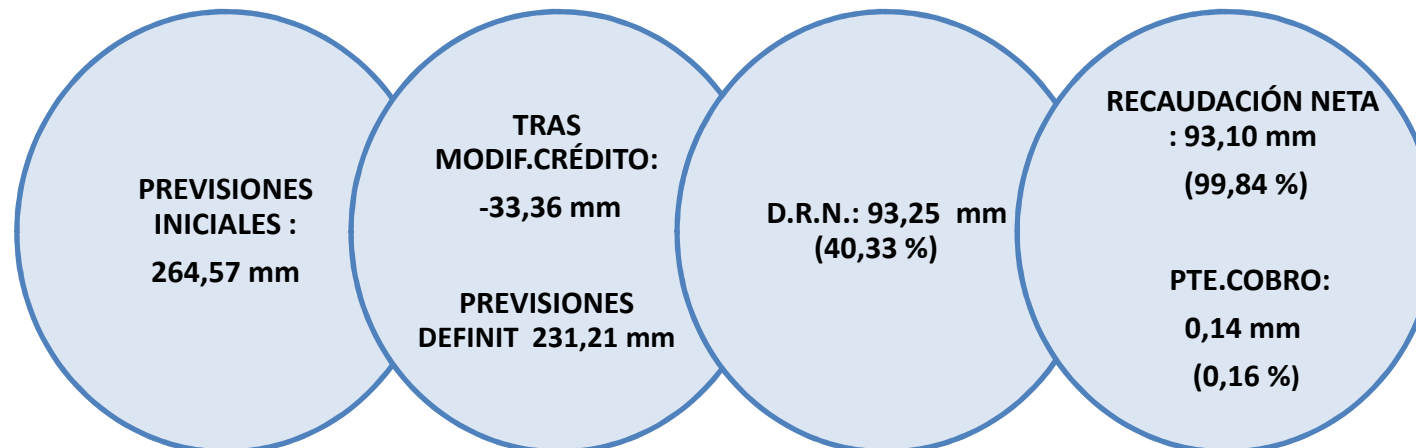 PREVISIONES
INICIALES :
264,57 mm
TRAS
MODIF.CRÉDITO:
-33,36 mm
PREVISIONES
DEFINIT 231,21 mm
D.R.N.: 93,25 mm
(40,33 %)
RECAUDACIÓN NETA
: 93,10 mm
(99,84 %)
PTE.COBRO:
0,14 mm
(0,16 %)